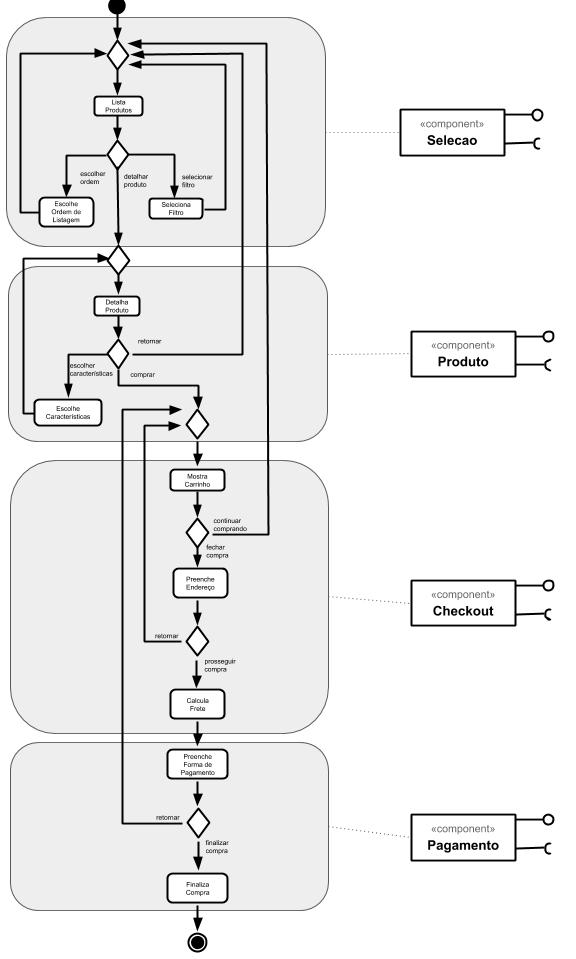 Lista
Produtos
«component»
Selecao
escolher
ordem
detalhar
produto
selecionar
filtro
Escolhe
Ordem de
Listagem
Seleciona
Filtro
Detalha
Produto
retornar
«component»
Produto
escolher
características
comprar
Escolhe
Características
Mostra
Carrinho
continuar
comprando
fechar
compra
Preenche
Endereço
«component»
Checkout
retornar
prosseguir
compra
Calcula
Frete
Preenche
Forma de
Pagamento
retornar
«component»
Pagamento
finalizar
compra
Finaliza
Compra